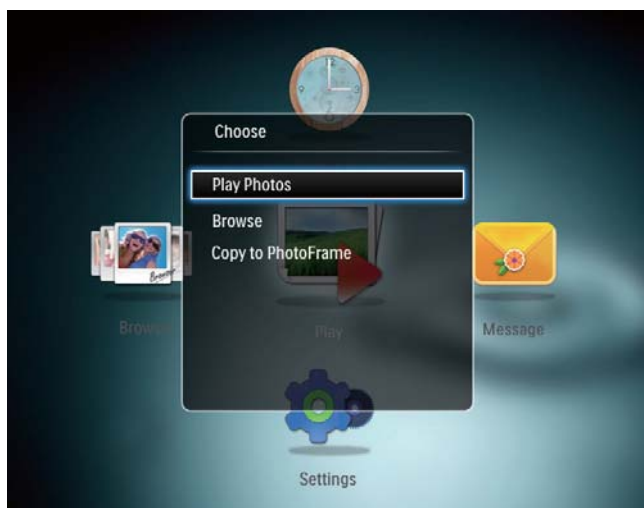 Choose
Play Photos
Browse
Copy to PhotoFrame
Browse
Play
Message
Settings